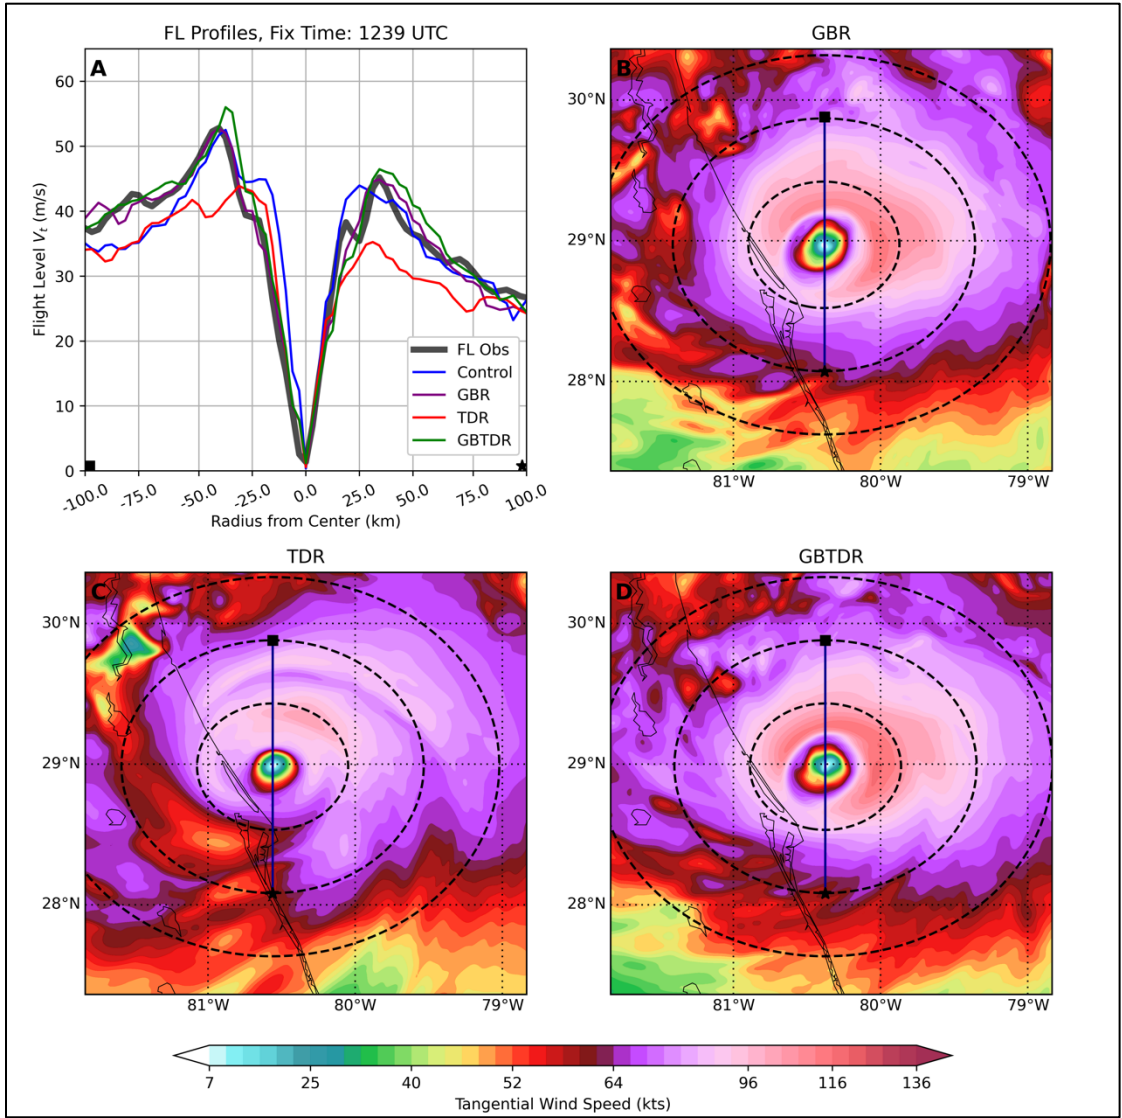 FL Profiles, Fix Time: 1239 UTC
A
60
50
40
30
20
10
0
Flight Level Vt (m/s)
FL Obs
Control
GBR
TDR
GBTDR
-100.0
-75.0
-50.0
-25.0
0.0
25.0
50.0
75.0
100.0
Radius from Center (km)
GBR
B
30°N
29°N
28°N
81°W
80°W
79°W
TDR
C
30°N
29°N
28°N
81°W
80°W
79°W
GBTDR
D
30°N
29°N
28°N
81°W
80°W
79°W
7 25 40 52 64 96 116 136
Tangential Wind Speed (kts)